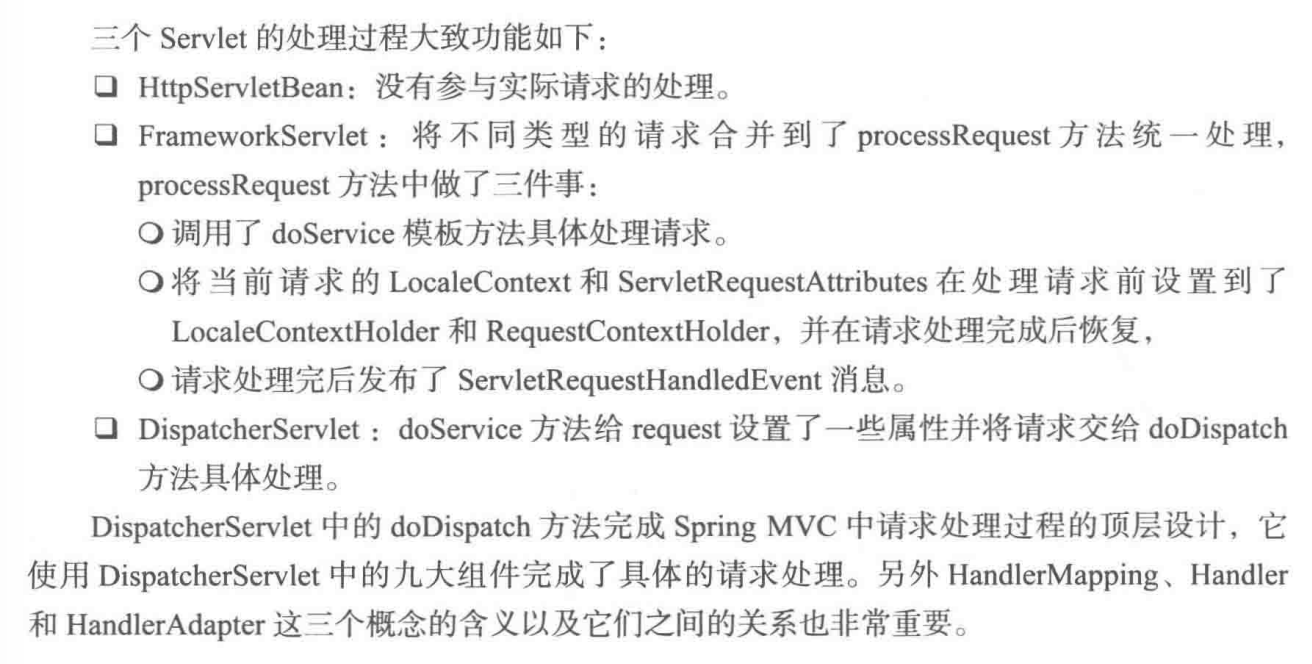 三个 Servlet 的处理过程大致功能如下：
❑ HttpServletBean：没有参与实际请求的处理。
❑ FrameworkServlet ：将不同类型的请求合并到了 processRequest 方法统一处理，
processRequest 方法中做了三件事：
❍ 调用了 doService 模板方法具体处理请求。
❍ 将当前请求的 LocaleContext 和 ServletRequestAttributes 在处理请求前设置到了
LocaleContextHolder 和 RequestContextHolder，并在请求处理完成后恢复，
❍ 请求处理完后发布了 ServletRequestHandledEvent 消息。
❑ DispatcherServlet ：doService 方法给 request 设置了一些属性并将请求交给 doDispatch
方法具体处理。
DispatcherServlet 中的 doDispatch 方法完成 Spring MVC 中请求处理过程的顶层设计，它
使用 DispatcherServlet 中的九大组件完成了具体的请求处理。另外 HandlerMapping、Handler
和 HandlerAdapter 这三个概念的含义以及它们之间的关系也非常重要。